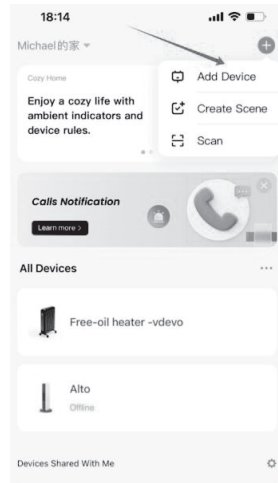 18:14
Michael的家
Cozy Home
Enjoy a cozy life with
ambient indicators and
device rules.
Add Device
Create Scene
Scan
Calls Notification
Learn more >
All Devices
Free-oil heater -vdevo
Alto
Offline
Devices Shared With Me